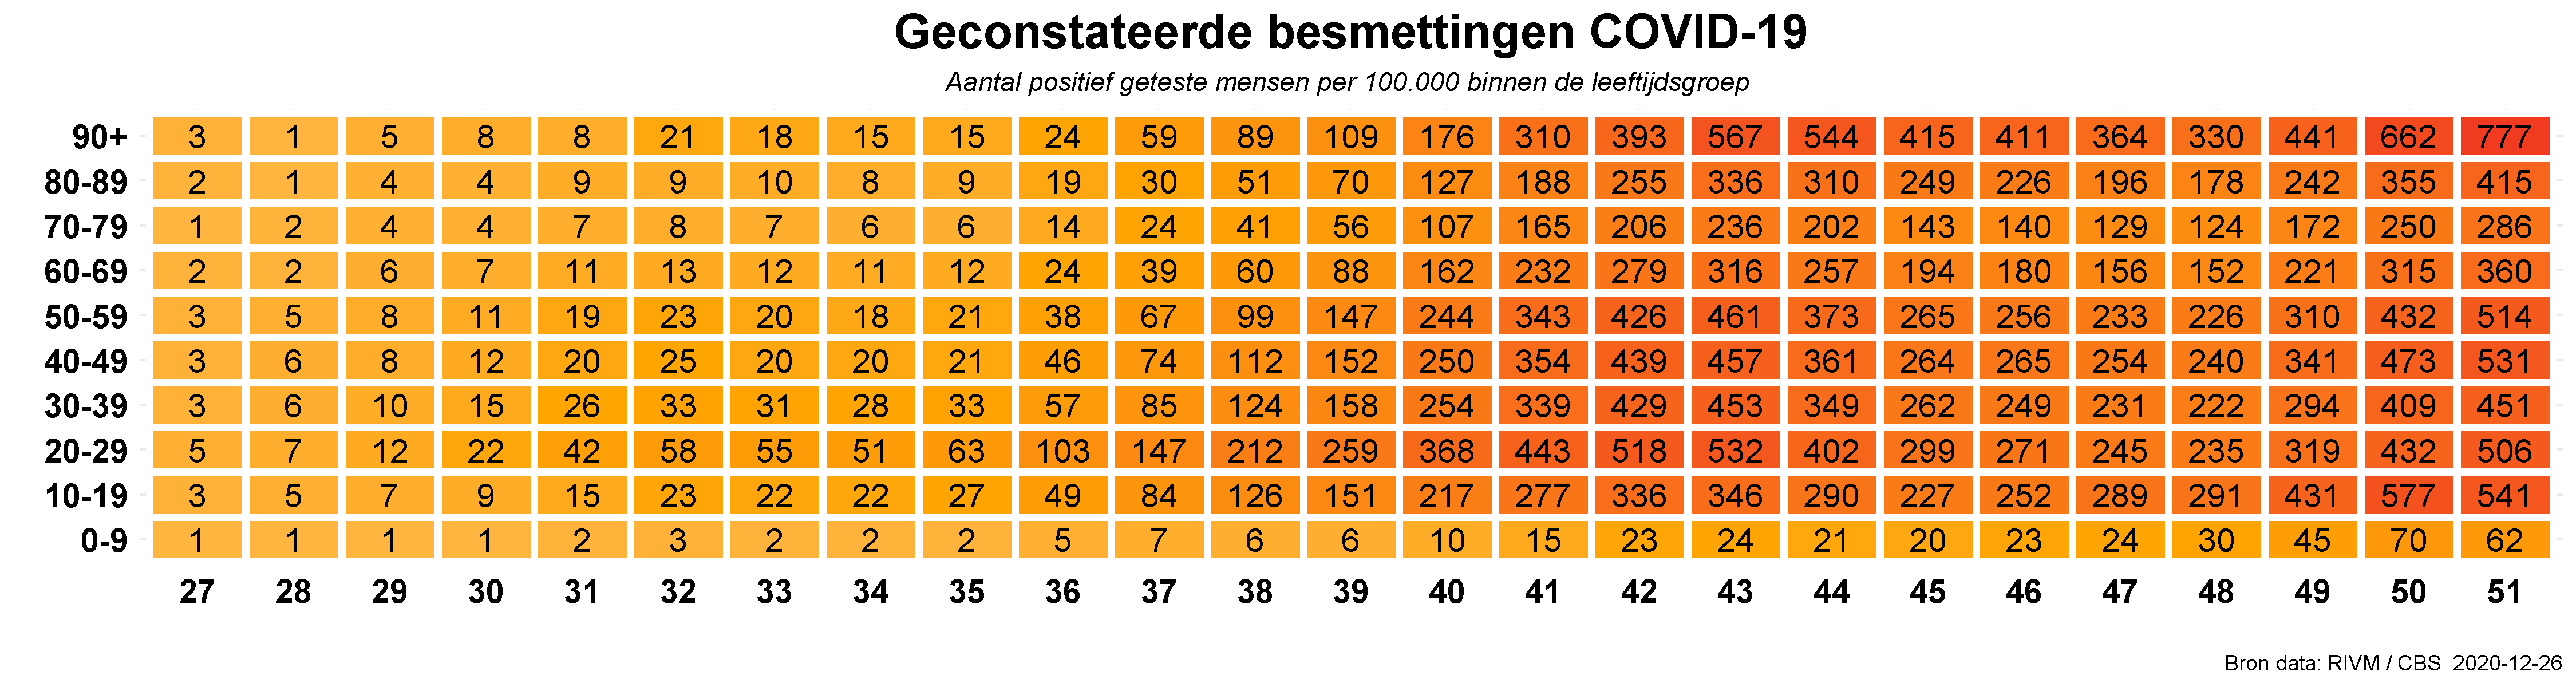 Geconstateerde besmettingen COVID-19
Aantal positief geteste mensen per 100.000 binnen de leeftijdsgroep
90+ 3 1 5 8 8 21 18 15 15 24 59 89 109 176 310 393 567 544 415 411 364 330 441 662 777
80-89 2 1 4 4 9 9 10 8 9 19 30 51 70 127 188 255 336 310 249 226 196 178 242 355 415
70-79 1 2 4 4 7 8 7 6 6 14 24 41 56 107 165 206 236 202 143 140 129 124 172 250 286
60-69 2 2 6 7 11 13 12 11 12 24 39 60 88 162 232 279 316 257 194 180 156 152 221 315 360
50-59 3 5 8 11 19 23 20 18 21 38 67 99 147 244 343 426 461 373 265 256 233 226 310 432 514
40-49 3 6 8 12 20 25 20 20 21 46 74 112 152 250 354 439 457 361 264 265 254 240 341 473 531
30-39 3 6 10 15 26 33 31 28 33 57 85 124 158 254 339 429 453 349 262 249 231 222 294 409 451
20-29 5 7 12 22 42 58 55 51 63 103 147 212 259 368 443 518 532 402 299 271 245 235 319 432 506
10-19 3 5 7 9 15 23 22 22 27 49 84 126 151 217 277 336 346 290 227 252 289 291 431 577 541
0-9 1 1 1 1 2 3 2 2 2 5 7 6 6 10 15 23 24 21 20 23 24 30 45 70 62
27 28 29 30 31 32 33 34 35 36 37 38 39 40 41 42 43 44 45 46 47 48 49 50 51
Bron data: RIVM / CBS 2020-12-26